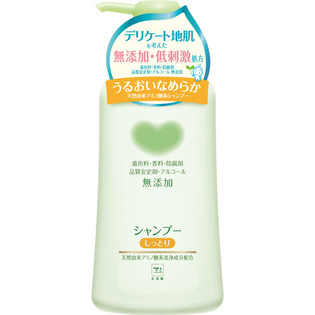 デリケート地肌
を考えた
無添加・低刺激処方
着色料・香料・防腐剤
品質安定剤・アルコール 無添加
うるおいなめらか
天然由来アミノ酸系シャンプー
着色料・香料・防腐剤
品質安定剤・アルコール
無添加
シャンプー
しっとり
天然由来アミノ酸系洗浄成分配合